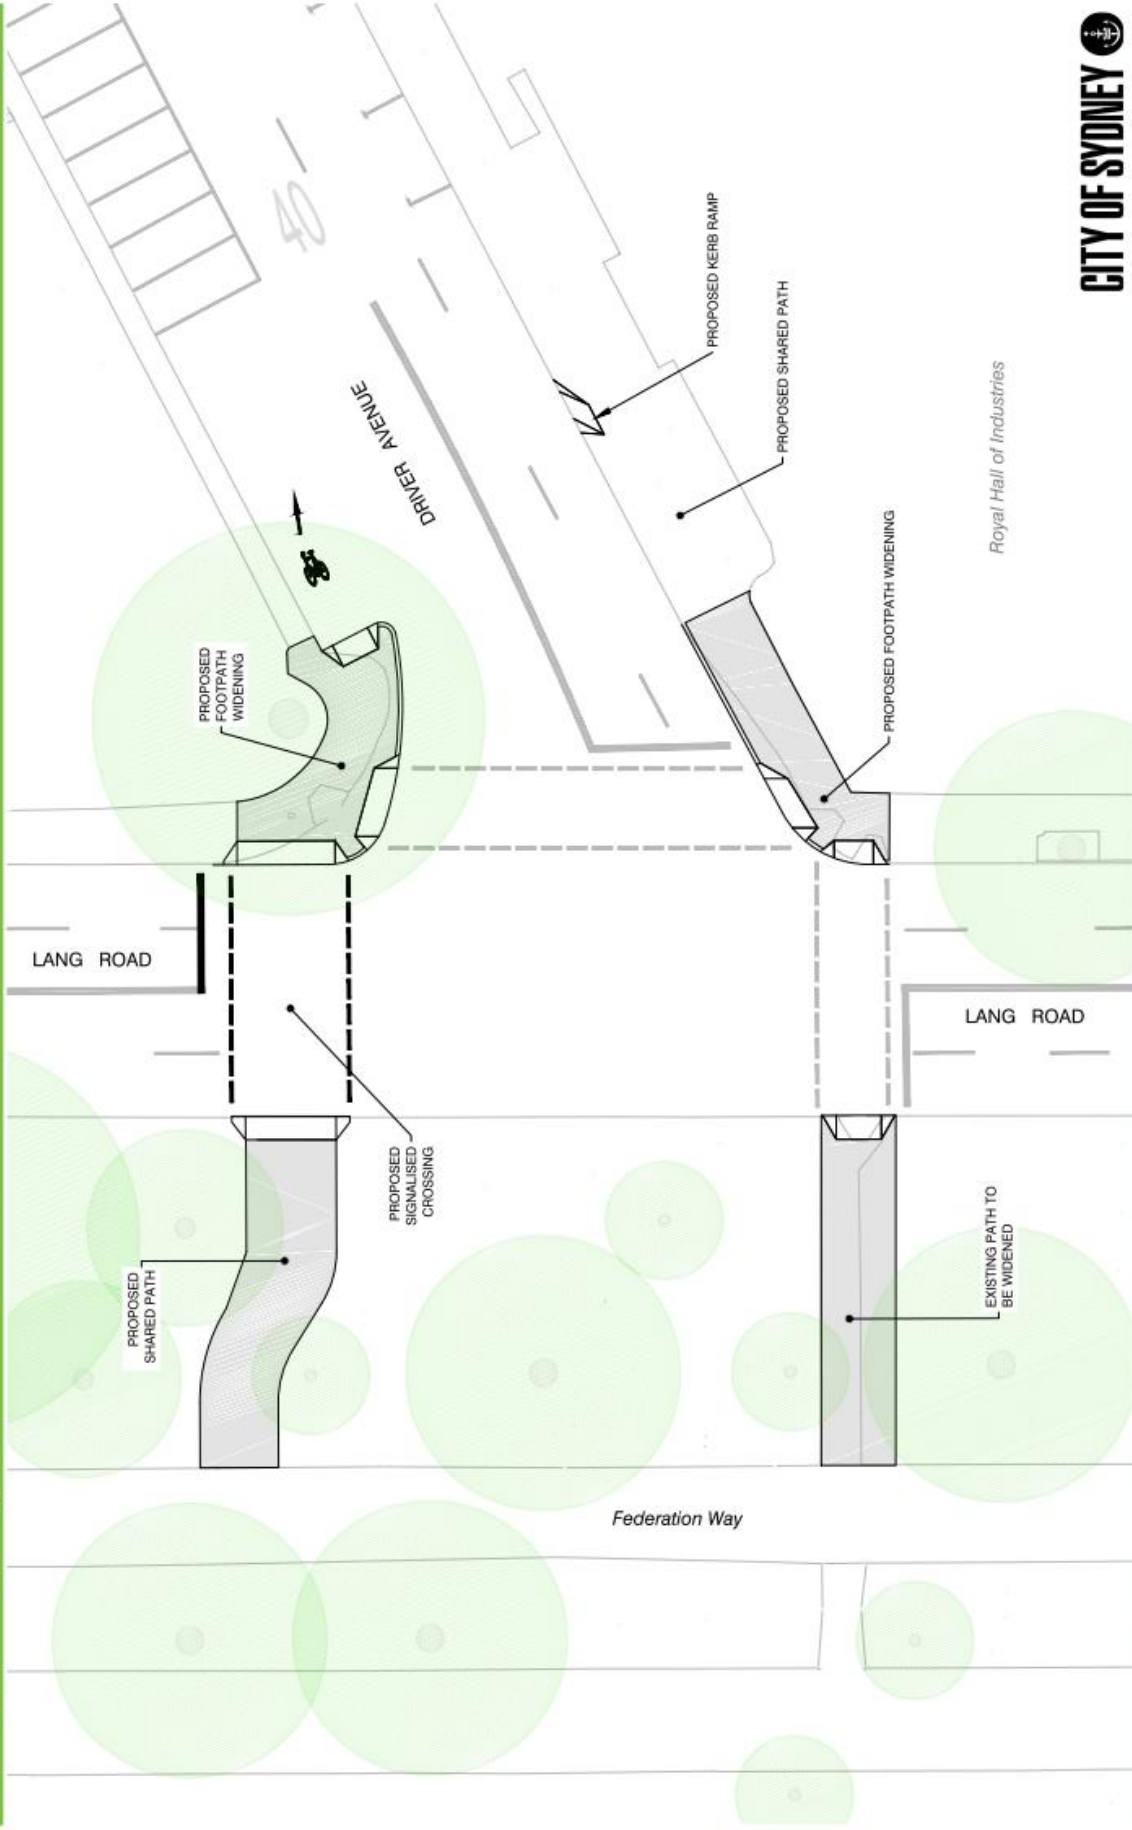 CITY OF SYDNEY
40
DRIVER AVENUE
PROPOSED KERB RAMP
PROPOSED SHARED PATH
Royal Hall of Industries
PROPOSED FOOTPATH WIDENING
PROPOSED
FOOTPATH
WIDENING
LANG ROAD
LANG ROAD
PROPOSED
SIGNALISED
CROSSING
PROPOSED
SHARED PATH
EXISTING PATH TO
BE WIDENED
Federation Way